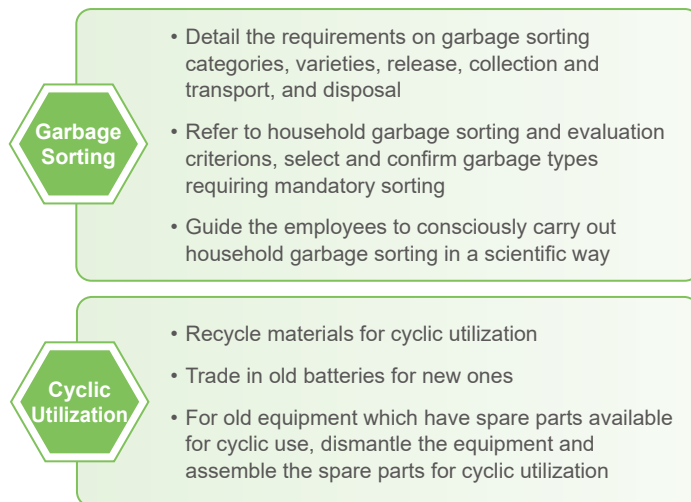 Garbage
Sorting
• Detail the requirements on garbage sorting
categories, varieties, release, collection and
transport, and disposal
• Refer to household garbage sorting and evaluation
criterions, select and confirm garbage types
requiring mandatory sorting
• Guide the employees to consciously carry out
household garbage sorting in a scientific way
Cyclic
Utilization
• Recycle materials for cyclic utilization
• Trade in old batteries for new ones
• For old equipment which have spare parts available
for cyclic use, dismantle the equipment and
assemble the spare parts for cyclic utilization